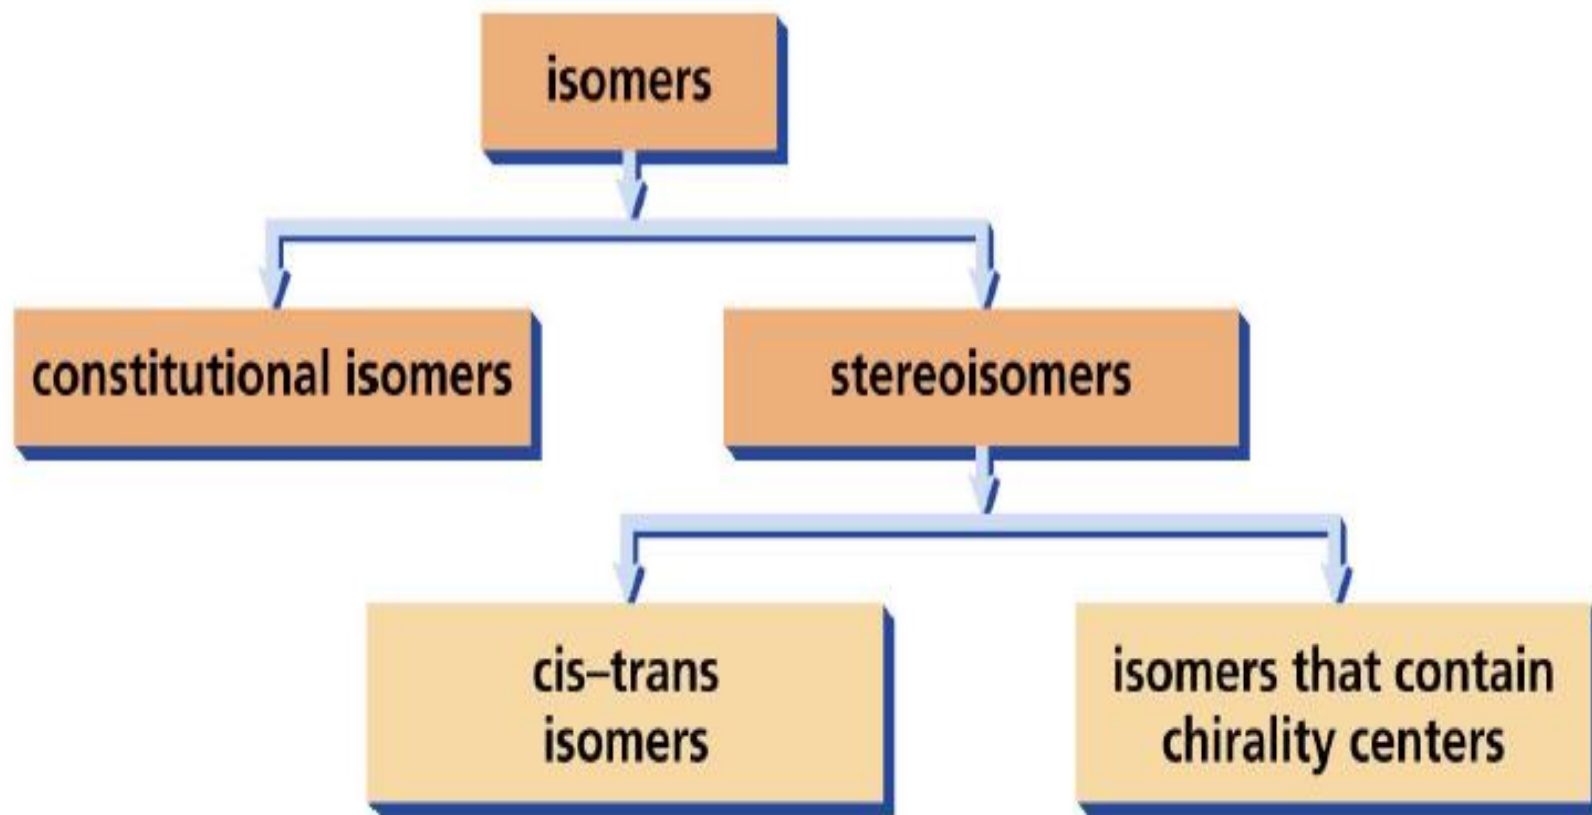 isomers
constitutional isomers
stereoisomers
cis–trans
isomers
isomers that contain
chirality centers